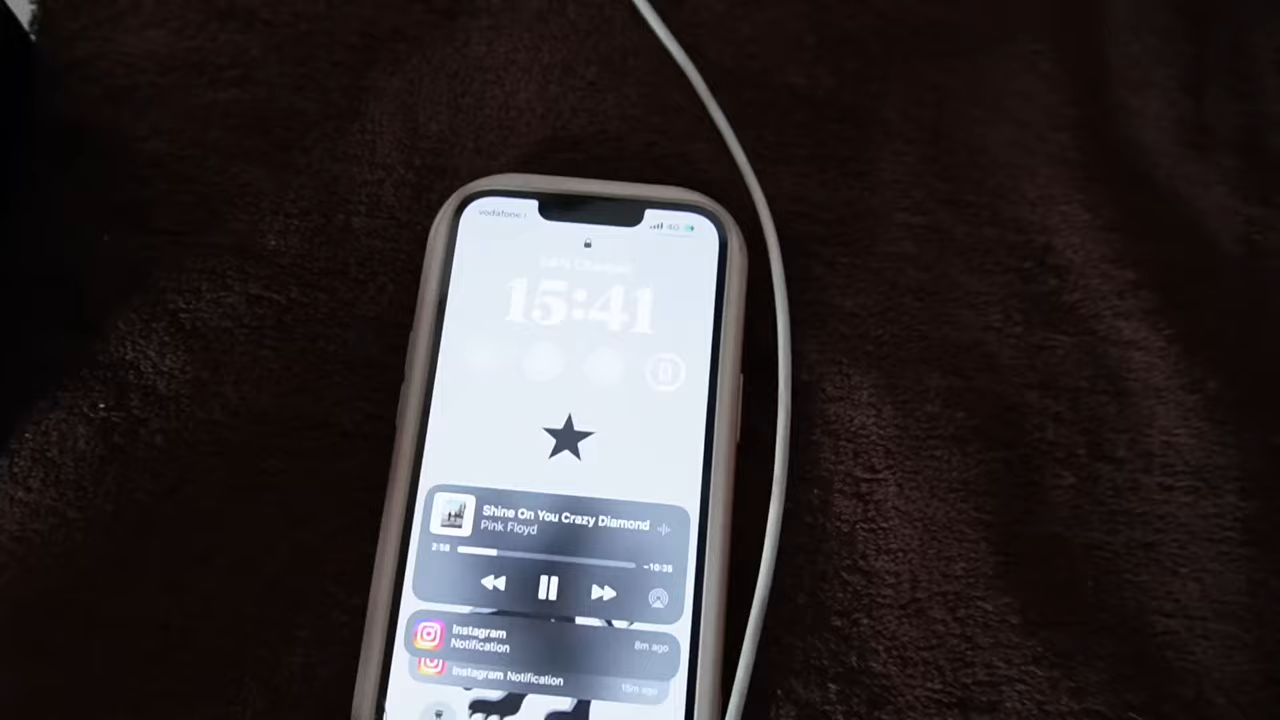 vodafone
4G
15:41
Shine On You Crazy Diamond
Pink Floyd
2:58
-10:35
Instagram
Notification
8m ago
Instagram Notification
15m ago